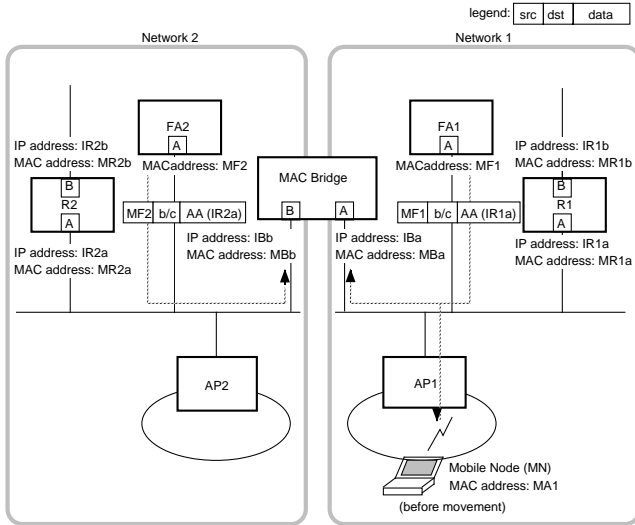 legend: src dst data
Network 2
Network 1
FA2
A
MACaddress: MF2
FA1
A
MACaddress: MF1
IP address: IR2b
MAC address: MR2b
B
R2
A
IP address: IR2a
MAC address: MR2a
MF2 b/c AA (IR2a)
MAC Bridge
B A
IP address: IBb
MAC address: MBb
IP address: IBa
MAC address: MBa
MF1 b/c AA (IR1a)
IP address: IR1b
MAC address: MR1b
B
R1
A
IP address: IR1a
MAC address: MR1a
AP2
AP1
Mobile Node (MN)
MAC address: MA1
(before movement)